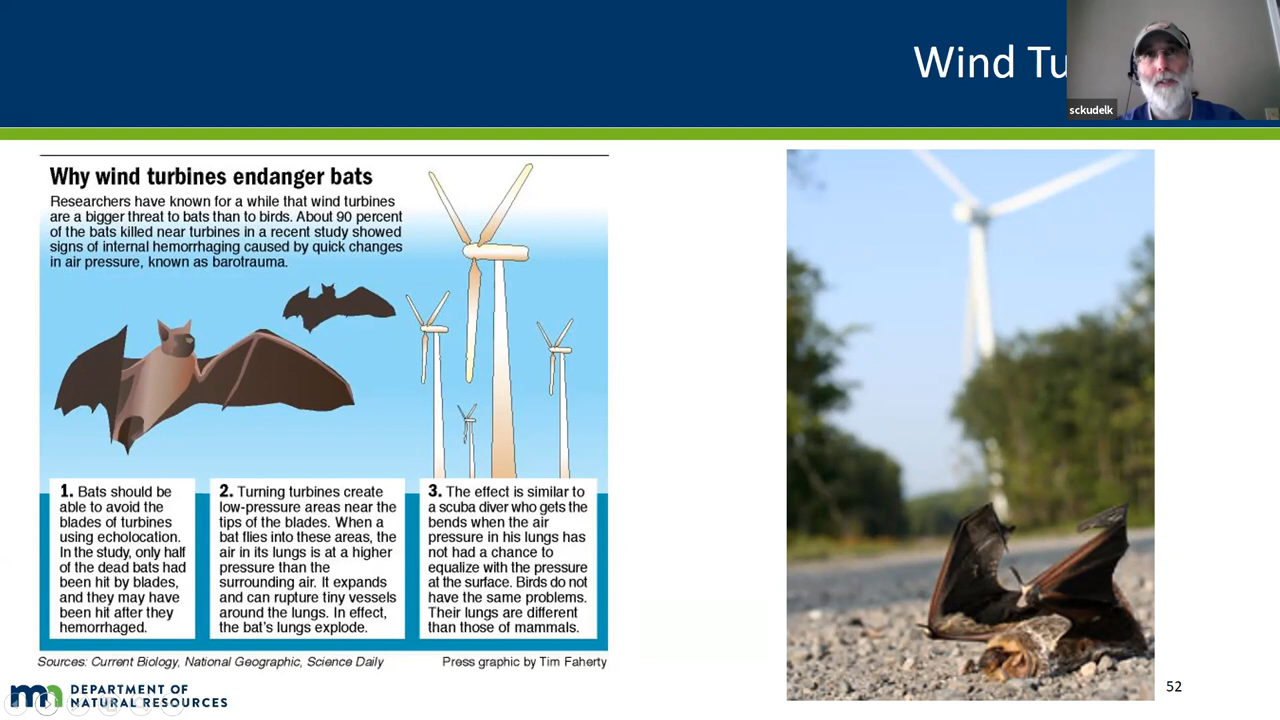 Wind Tu
sckudelk
Why wind turbines endanger bats
Researchers have known for a while that wind turbines
are a bigger threat to bats than to birds. About 90 percent
of the bats killed near turbines in a recent study showed
signs of internal hemorrhaging caused by quick changes
in air pressure, known as barotrauma.
1. Bats should be
able to avoid the
blades of turbines
using echolocation.
In the study, only half
of the dead bats had
been hit by blades,
and they may have
been hit after they
hemorrhaged.
2. Turning turbines create
low-pressure areas near the
tips of the blades. When a
bat flies into these areas, the
air in its lungs is at a higher
pressure than the
surrounding air. It expands
and can rupture tiny vessels
around the lungs. In effect,
the bat's lungs explode.
3. The effect is similar to
a scuba diver who gets the
bends when the air
pressure in his lungs has
not had a chance to
equalize with the pressure
at the surface. Birds do not
have the same problems.
Their lungs are different
than those of mammals.
Sources: Current Biology, National Geographic, Science Daily
Press graphic by Tim Faherty
mn DEPARTMENT OF
NATURAL RESOURCES
52